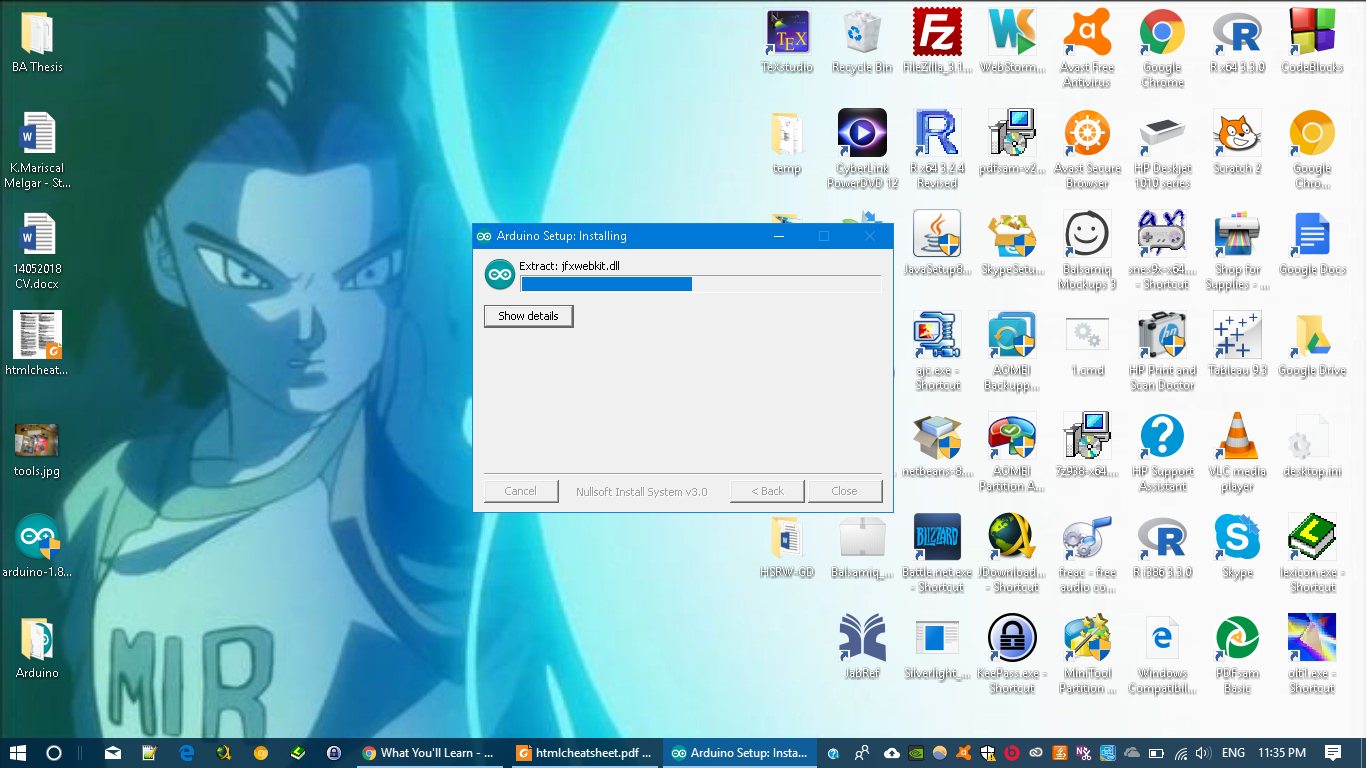 BA Thesis
K.Mariscal
Melgar - St...
14052018
CV.docx
htmlcheat...
tools.jpg
arduino-1.8...
Arduino
MIR
TeXstudio
Recycle Bin
FileZilla_3.1...
WebStorm...
Avast Free
Antivirus
Google
Chrome
R x64 3.3.0
CodeBlocks
temp
CyberLink
PowerDVD 12
R x64 3.2.4
Revised
pdfsam-v2...
Avast Secure
Browser
HP Deskjet
1010 series
Scratch 2
Google
Chro...
JavaSetup8...
SkypeSetu...
Balsamiq
Mockups 3
snes9x-x64....
- Shortcut
Shop for
Supplies - ...
Google Docs
ajc.exe -
Shortcut
AOMEI
Backupp...
1.cmd
HP Print and
Scan Doctor
Tableau 9.3
Google Drive
netbeans-8...
AOMEI
Partition A...
7z938-x64....
HP Support
Assistant
VLC media
player
desktop.ini
HSRW-GD
Balsamiq_...
BLIZZARD
Battle.net.exe
- Shortcut
JDownload...
- Shortcut
freac - free
audio co...
R i386 3.3.0
Skype
lexicon.exe -
Shortcut
JabRef
Silverlight_...
KeePass.exe -
Shortcut
MiniTool
Partition ...
Windows
Compatibil...
PDFsam
Basic
olt1.exe -
Shortcut
Arduino Setup: Installing
Extract: jfxwebkit.dll
Show details
Cancel
Nullsoft Install System v3.0
< Back
Close
What You'll Learn - ...
htmlcheatsheet.pdf ...
Arduino Setup: Insta...
ENG
11:35 PM